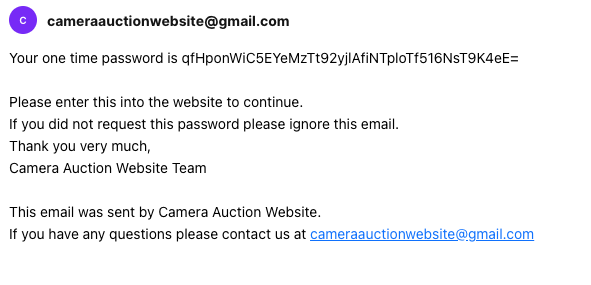 C
cameraauctionwebsite@gmail.com
Your one time password is qfHponWiC5EYeMzTt92yjlAfiNTploTf516NsT9K4eE=
Please enter this into the website to continue.
If you did not request this password please ignore this email.
Thank you very much,
Camera Auction Website Team
This email was sent by Camera Auction Website.
If you have any questions please contact us at cameraauctionwebsite@gmail.com